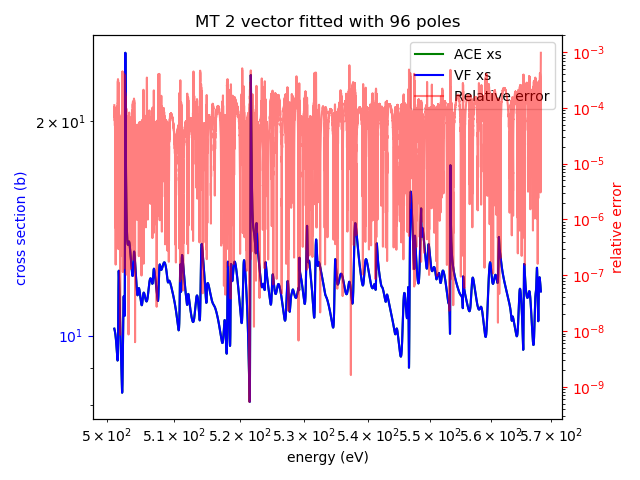 MT 2 vector fitted with 96 poles
ACE xs
VF xs
Relative error
cross section (b)
2 × 10¹
10¹
10⁻³
10⁻⁴
10⁻⁵
10⁻⁶
10⁻⁷
10⁻⁸
10⁻⁹
relative error
5 × 10² 5.1 × 10² 5.2 × 10² 5.3 × 10² 5.4 × 10² 5.5 × 10² 5.6 × 10² 5.7 × 10²
energy (eV)